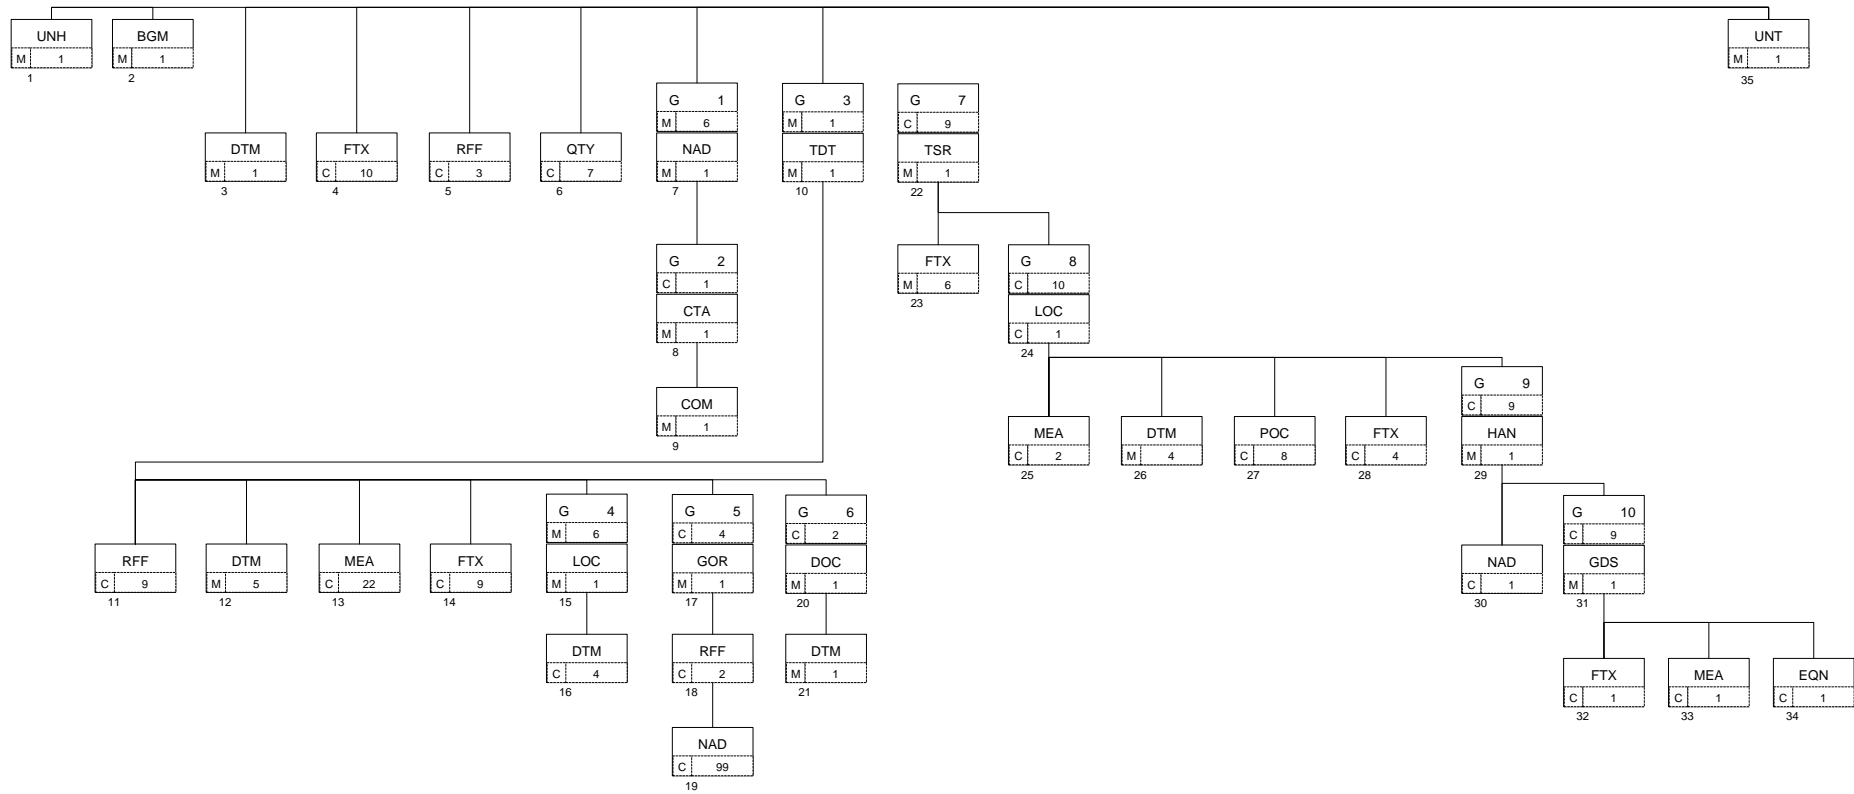 UNH
M 1
1
BGM
M 1
2
UNT
M 1
35
DTM
M 1
3
FTX
C 10
4
RFF
C 3
5
QTY
C 7
6
G 1
M 6
NAD
M 1
7
G 3
M 1
TDT
M 1
10
G 7
C 9
TSR
M 1
22
G 2
C 1
CTA
M 1
8
COM
M 1
9
FTX
M 6
23
G 8
C 10
LOC
C 1
24
MEA
C 2
25
DTM
M 4
26
POC
C 8
27
FTX
C 4
28
G 9
C 9
HAN
M 1
29
RFF
C 9
11
DTM
M 5
12
MEA
C 22
13
FTX
C 9
14
G 4
M 6
LOC
M 1
15
DTM
C 4
16
G 5
C 4
GOR
M 1
17
RFF
C 2
18
NAD
C 99
19
G 6
C 2
DOC
M 1
20
DTM
M 1
21
NAD
C 1
30
G 10
C 9
GDS
M 1
31
FTX
C 1
32
MEA
C 1
33
EQN
C 1
34